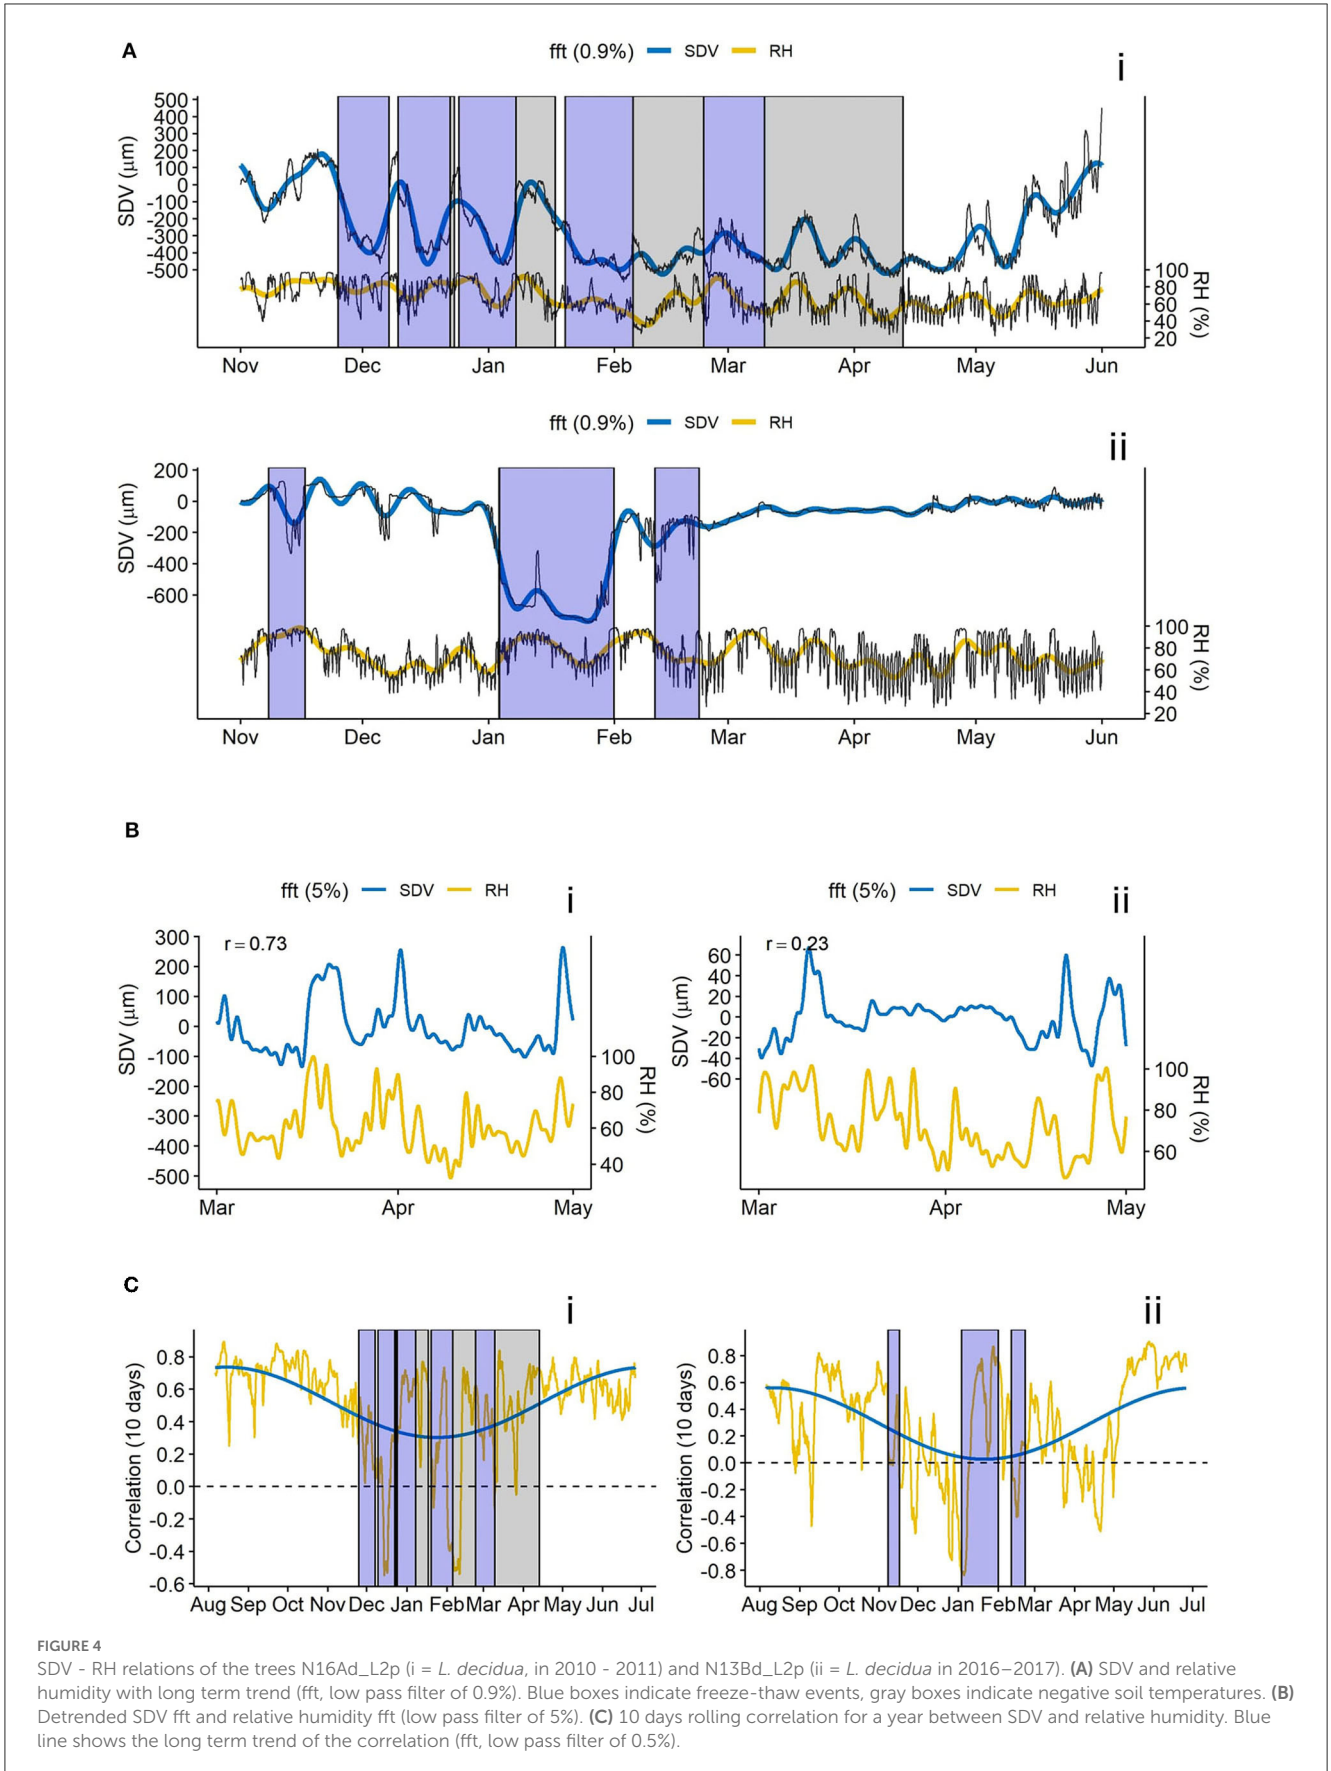 A
fft (0.9%) SDV RH
i
500
400
300
200
100
0
-100
-200
-300
-400
-500
SDV (μm)
100
80
60
40
20
RH (%)
Nov Dec Jan Feb Mar Apr May Jun
fft (0.9%) SDV RH
ii
200
0
-200
-400
-600
SDV (μm)
100
80
60
40
20
RH (%)
Nov Dec Jan Feb Mar Apr May Jun
B
fft (5%) SDV RH
i
r = 0.73
300
200
100
0
-100
-200
-300
-400
-500
SDV (μm)
100
80
60
40
RH (%)
Mar Apr May
fft (5%) SDV RH
ii
r = 0.23
60
40
20
0
-20
-40
-60
SDV (μm)
100
80
60
RH (%)
Mar Apr May
C
i
0.8
0.6
0.4
0.2
0.0
-0.2
-0.4
-0.6
Correlation (10 days)
Aug Sep Oct Nov Dec Jan Feb Mar Apr May Jun Jul
ii
0.8
0.6
0.4
0.2
0.0
-0.2
-0.4
-0.6
-0.8
Correlation (10 days)
Aug Sep Oct Nov Dec Jan Feb Mar Apr May Jun Jul
FIGURE 4
SDV - RH relations of the trees N16Ad_L2p (i = L. decidua, in 2010 - 2011) and N13Bd_L2p (ii = L. decidua in 2016–2017). (A) SDV and relative
humidity with long term trend (fft, low pass filter of 0.9%). Blue boxes indicate freeze-thaw events, gray boxes indicate negative soil temperatures. (B)
Detrended SDV fft and relative humidity fft (low pass filter of 5%). (C) 10 days rolling correlation for a year between SDV and relative humidity. Blue
line shows the long term trend of the correlation (fft, low pass filter of 0.5%).